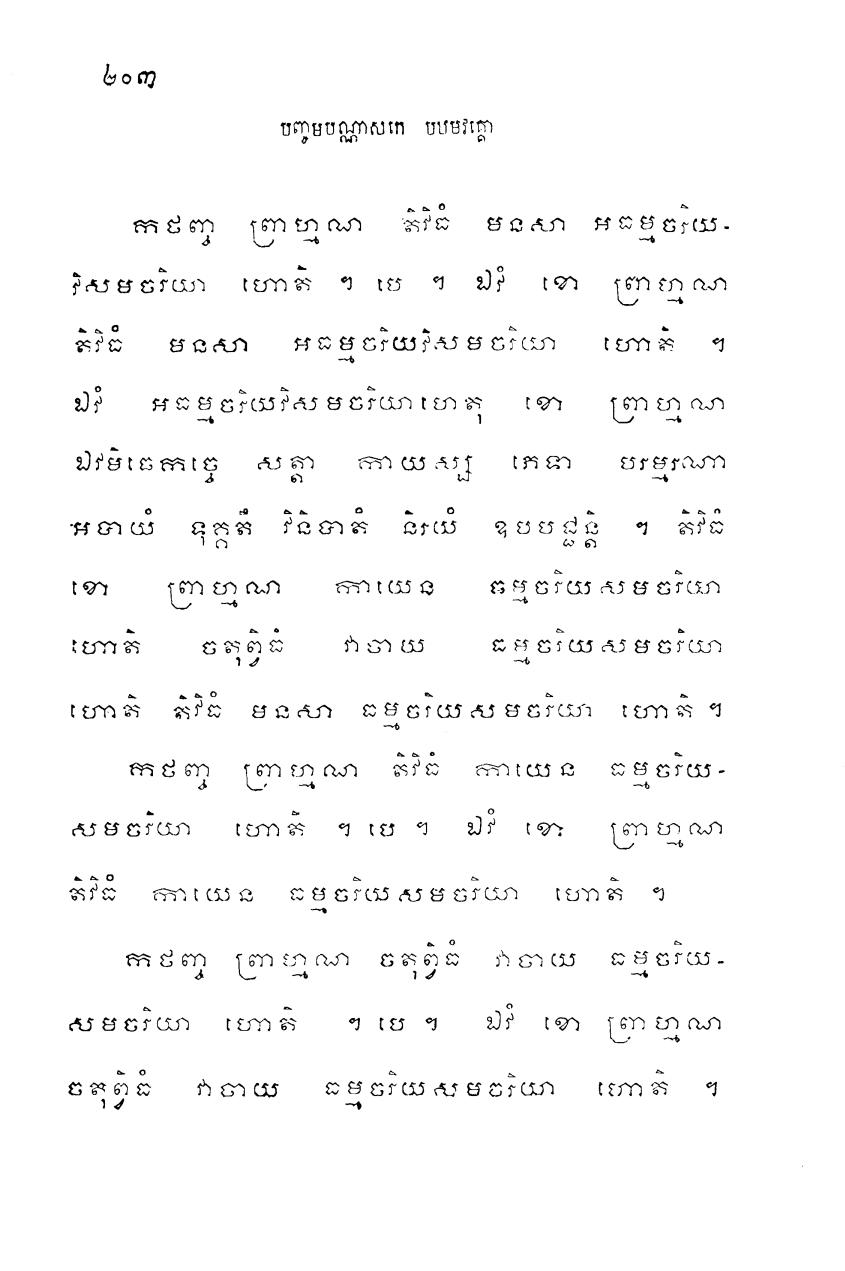 ២០៣
បញ្ចមបណ្ណាសកេ បឋមវគ្គោ
កថញ្ច ព្រាហ្មណ តិវិធំ មនសា អធម្មចរិយ-
វិសមចរិយា ហោតិ ។ បេ ។ ឯវំ ខោ ព្រាហ្មណ
តិវិធំ មនសា អធម្មចរិយវិសមចរិយា ហោតិ ។
ឯវំ អធម្មចរិយវិសមចរិយាហេតុ ខោ ព្រាហ្មណ
ឯវមិធេកច្ចេ សត្តា កាយស្ស ភេទា បរម្មរណា
អបាយំ ទុគ្គតឹ វិនិបាតំ និរយំ ឧបបជ្ជន្តិ ។ តិវិធំ
ខោ ព្រាហ្មណ កាយេន ធម្មចរិយសមចរិយា
ហោតិ ចតុព្វិធំ វាចាយ ធម្មចរិយសមចរិយា
ហោតិ តិវិធំ មនសា ធម្មចរិយសមចរិយា ហោតិ ។
កថញ្ច ព្រាហ្មណ តិវិធំ កាយេន ធម្មចរិយ-
សមចរិយា ហោតិ ។ បេ ។ ឯវំ ខោ ព្រាហ្មណ
តិវិធំ កាយេន ធម្មចរិយសមចរិយា ហោតិ ។
កថញ្ច ព្រាហ្មណ ចតុព្វិធំ វាចាយ ធម្មចរិយ-
សមចរិយា ហោតិ ។ បេ ។ ឯវំ ខោ ព្រាហ្មណ
ចតុព្វិធំ វាចាយ ធម្មចរិយសមចរិយា ហោតិ ។